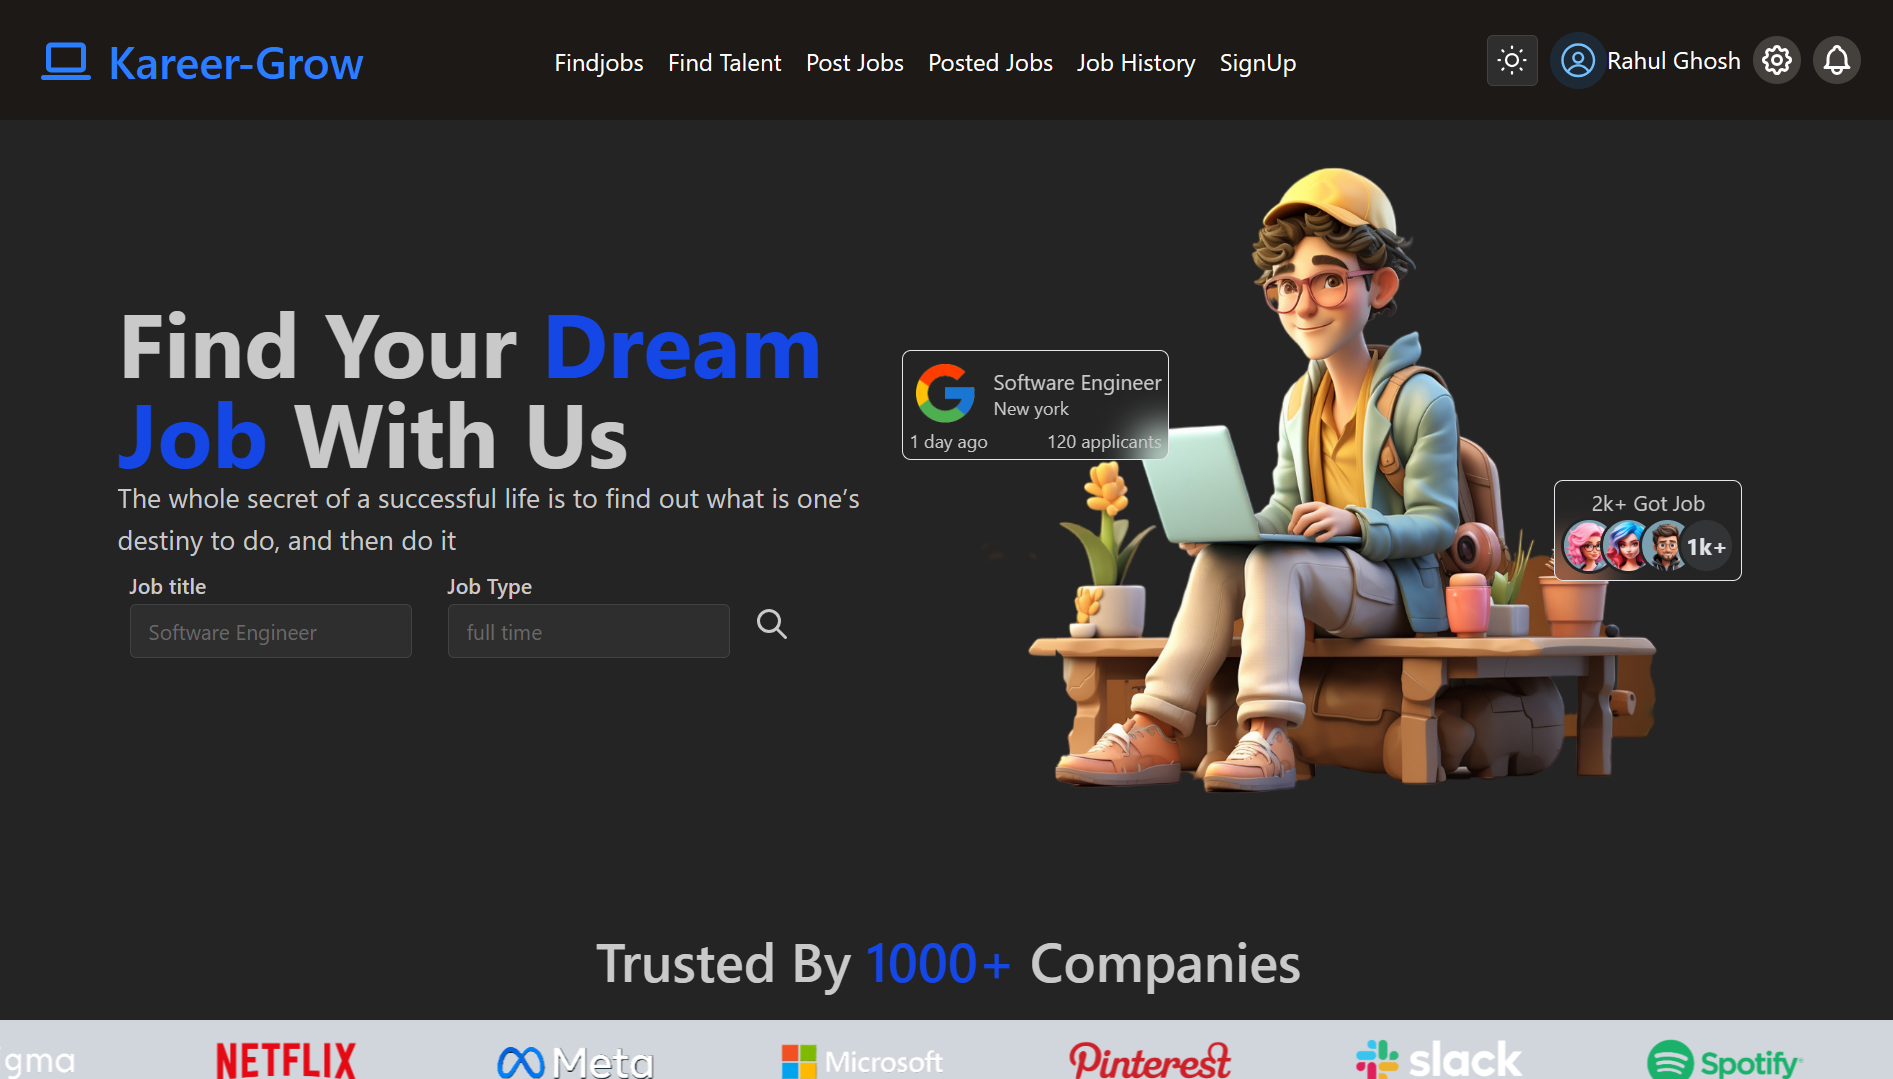 Kareer-Grow
Findjobs Find Talent Post Jobs Posted Jobs Job History SignUp
Rahul Ghosh
Find Your Dream
Job With Us
The whole secret of a successful life is to find out what is one’s
destiny to do, and then do it
Job title
Job Type
Software Engineer
full time
Software Engineer
New york
1 day ago
120 applicants
2k+ Got Job
1k+
Trusted By 1000+ Companies
gma
NETFLIX
Meta
Microsoft
Pinterest
slack
Spotify